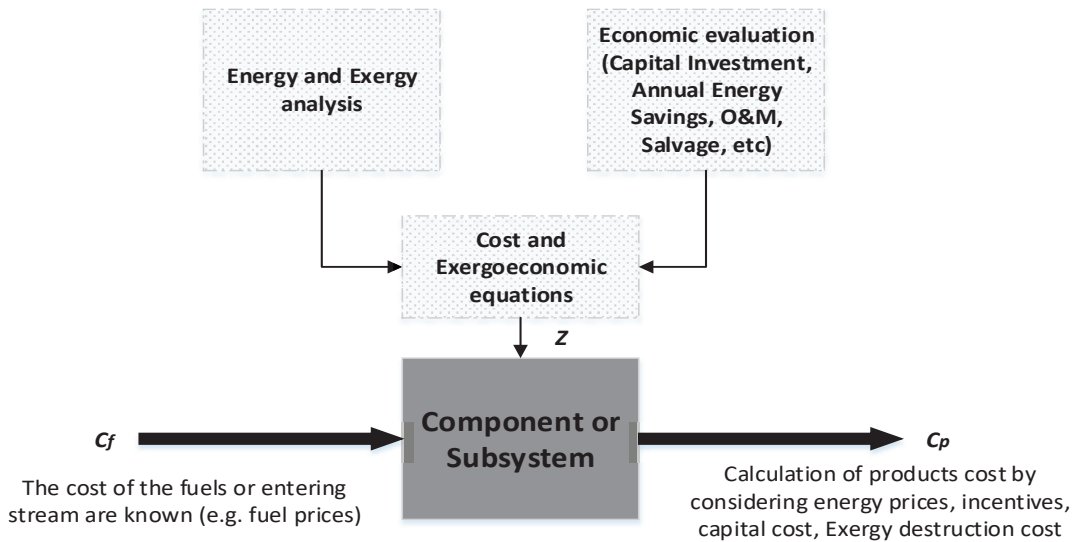 Energy and Exergy
analysis
Economic evaluation
(Capital Investment,
Annual Energy
Savings, O&M,
Salvage, etc)
Cost and
Exergoeconomic
equations
Z
Component or
Subsystem
Cf
The cost of the fuels or entering
stream are known (e.g. fuel prices)
Cp
Calculation of products cost by
considering energy prices, incentives,
capital cost, Exergy destruction cost